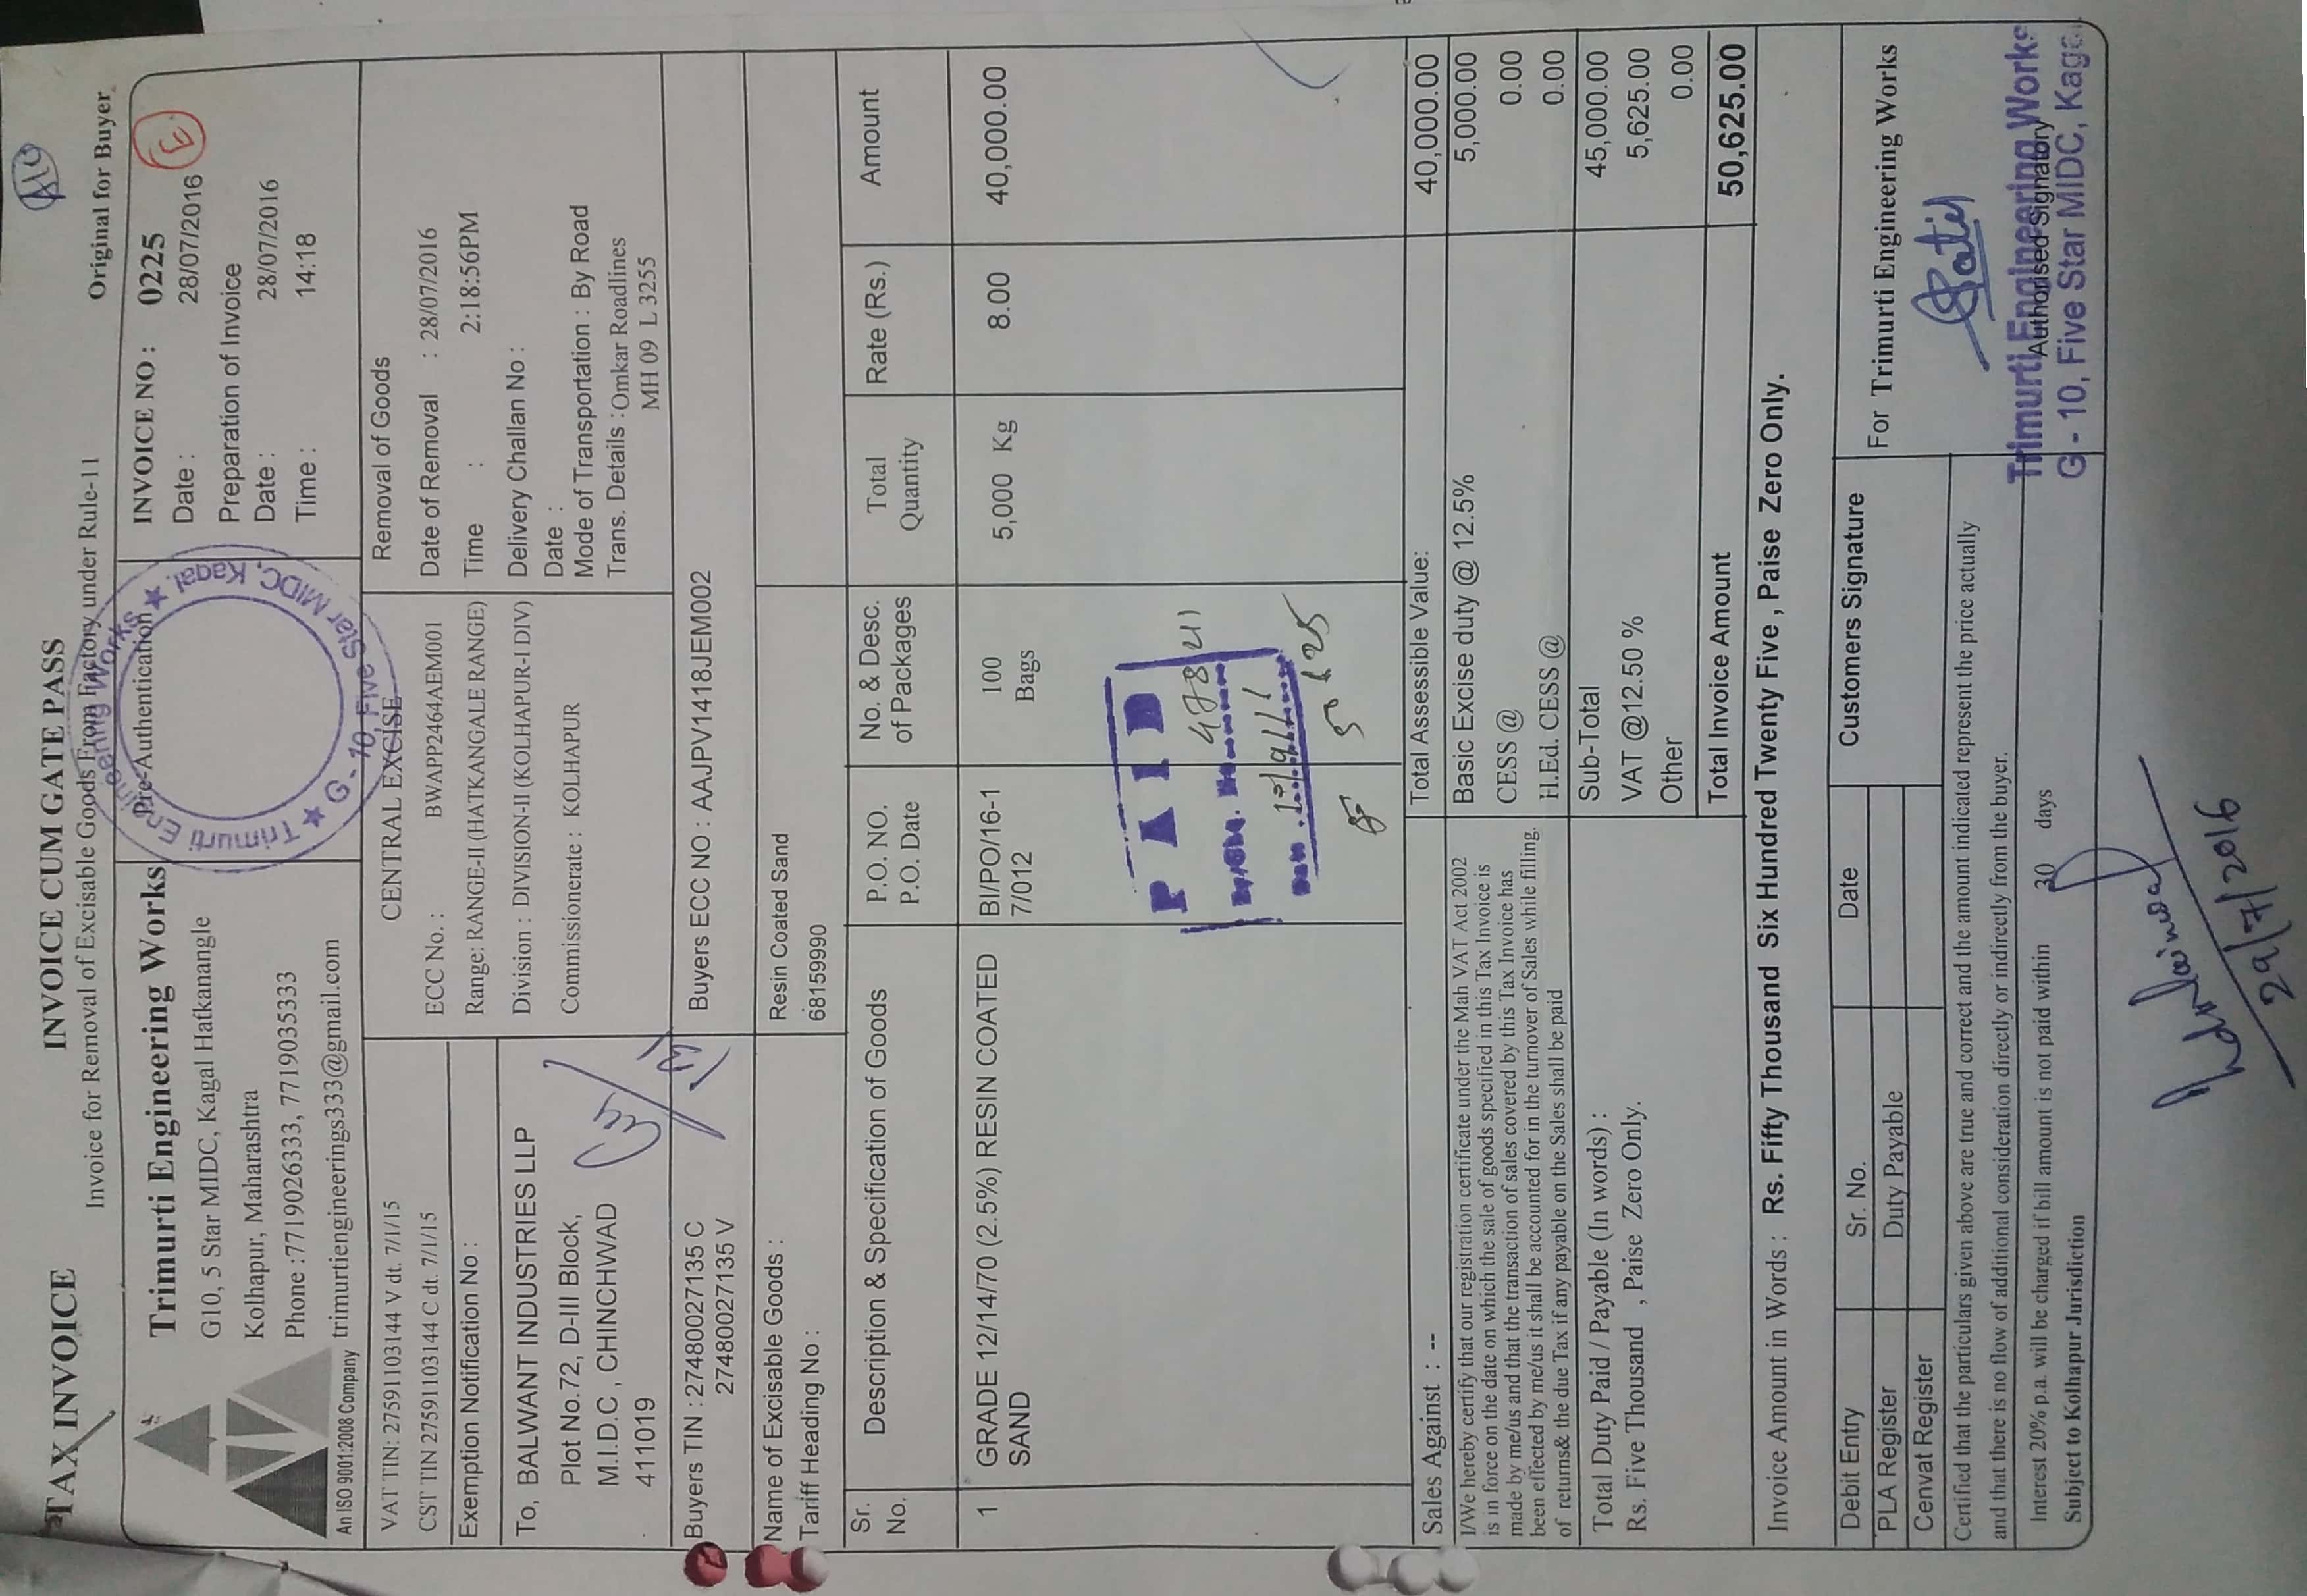 TAX INVOICE
INVOICE CUM GATE PASS
Original for Buyer
Invoice for Removal of Excisable Goods From Factory under Rule-11
Trimurti Engineering Works
G10, 5 Star MIDC, Kagal Hatkanangle
Kolhapur, Maharashtra
Phone :7719026333, 7719035333
trimurtiengineerings333@gmail.com
An ISO 9001:2008 Company
Pre-Authentication
Trimurti Engineering Works ★ G - 10, Five Star MIDC, Kagal. ★
INVOICE NO : 0225
Date : 28/07/2016
Preparation of Invoice
Date : 28/07/2016
Time : 14:18
VAT TIN: 27591103144 V dt. 7/1/15
CST TIN 27591103144 C dt. 7/1/15
Exemption Notification No :
CENTRAL EXCISE
ECC No. : BWAPP2464AEM001
Range: RANGE-II (HATKANGALE RANGE)
Division : DIVISION-II (KOLHAPUR-I DIV)
Commissionerate : KOLHAPUR
Removal of Goods
Date of Removal : 28/07/2016
Time : 2:18:56PM
Delivery Challan No :
Date :
Mode of Transportation : By Road
Trans. Details : Omkar Roadlines
MH 09 L 3255
To, BALWANT INDUSTRIES LLP
Plot No.72, D-III Block,
M.I.D.C , CHINCHWAD
411019
Buyers TIN : 27480027135 C
27480027135 V
Buyers ECC NO : AAJPV1418JEM002
Name of Excisable Goods : Resin Coated Sand
Tariff Heading No : 68159990
Sr. No. Description & Specification of Goods P.O. NO. P.O. Date No. & Desc. of Packages Total Quantity Rate (Rs.) Amount
1 GRADE 12/14/70 (2.5%) RESIN COATED SAND BI/PO/16-17/012 100 Bags 5,000 Kg 8.00 40,000.00
PAID
Sales Against : --
Total Assessible Value: 40,000.00
I/We hereby certify that our registration certificate under the Mah VAT Act 2002
is in force on the date on which the sale of goods specified in this Tax Invoice is
made by me/us and that the transaction of sales covered by this Tax Invoice has
been effected by me/us it shall be accounted for in the turnover of Sales while filling.
of returns& the due Tax if any payable on the Sales shall be paid
Basic Excise duty @ 12.5% 5,000.00
CESS @ 0.00
H.Ed. CESS @ 0.00
Total Duty Paid / Payable (In words) :
Rs. Five Thousand , Paise Zero Only.
Sub-Total 45,000.00
VAT @12.50 % 5,625.00
Other 0.00
Total Invoice Amount 50,625.00
Invoice Amount in Words : Rs. Fifty Thousand Six Hundred Twenty Five , Paise Zero Only.
Debit Entry Sr. No. Date
PLA Register Duty Payable
Cenvat Register
Customers Signature
For Trimurti Engineering Works
Patil
Trimurti Engineering Works
Authorised Signatory
G - 10, Five Star MIDC, Kagal
Certified that the particulars given above are true and correct and the amount indicated represent the price actually
and that there is no flow of additional consideration directly or indirectly from the buyer.
Interest 20% p.a. will be charged if bill amount is not paid within 30 days
Subject to Kolhapur Jurisdiction
29/7/2016